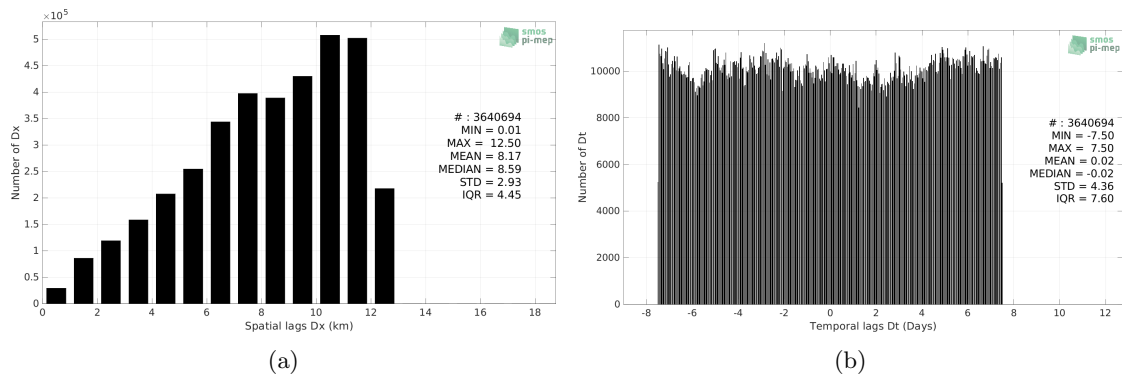 ×10⁵
5
4.5
4
3.5
3
2.5
2
1.5
1
0.5
0
Number of Dx
0 2 4 6 8 10 12 14 16 18
Spatial lags Dx (km)
smos
pi-mep
# : 3640694
MIN = 0.01
MAX = 12.50
MEAN = 8.17
MEDIAN = 8.59
STD = 2.93
IQR = 4.45
(a)
10000
8000
6000
4000
2000
0
Number of Dt
-8 -6 -4 -2 0 2 4 6 8 10 12
Temporal lags Dt (Days)
smos
pi-mep
# : 3640694
MIN = -7.50
MAX = 7.50
MEAN = 0.02
MEDIAN = -0.02
STD = 4.36
IQR = 7.60
(b)